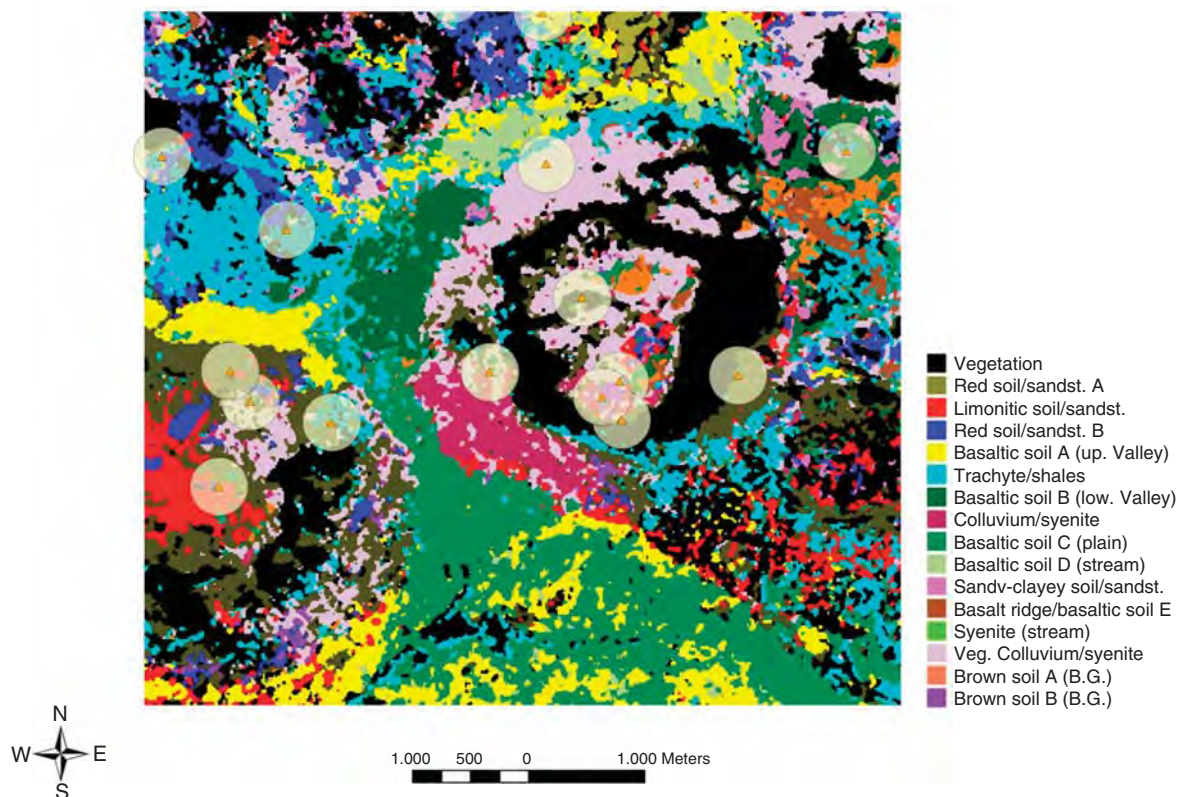 Vegetation
Red soil/sandst. A
Limonitic soil/sandst.
Red soil/sandst. B
Basaltic soil A (up. Valley)
Trachyte/shales
Basaltic soil B (low. Valley)
Colluvium/syenite
Basaltic soil C (plain)
Basaltic soil D (stream)
Sandv-clayey soil/sandst.
Basalt ridge/basaltic soil E
Syenite (stream)
Veg. Colluvium/syenite
Brown soil A (B.G.)
Brown soil B (B.G.)
N
W E
S
1.000 500 0 1.000 Meters